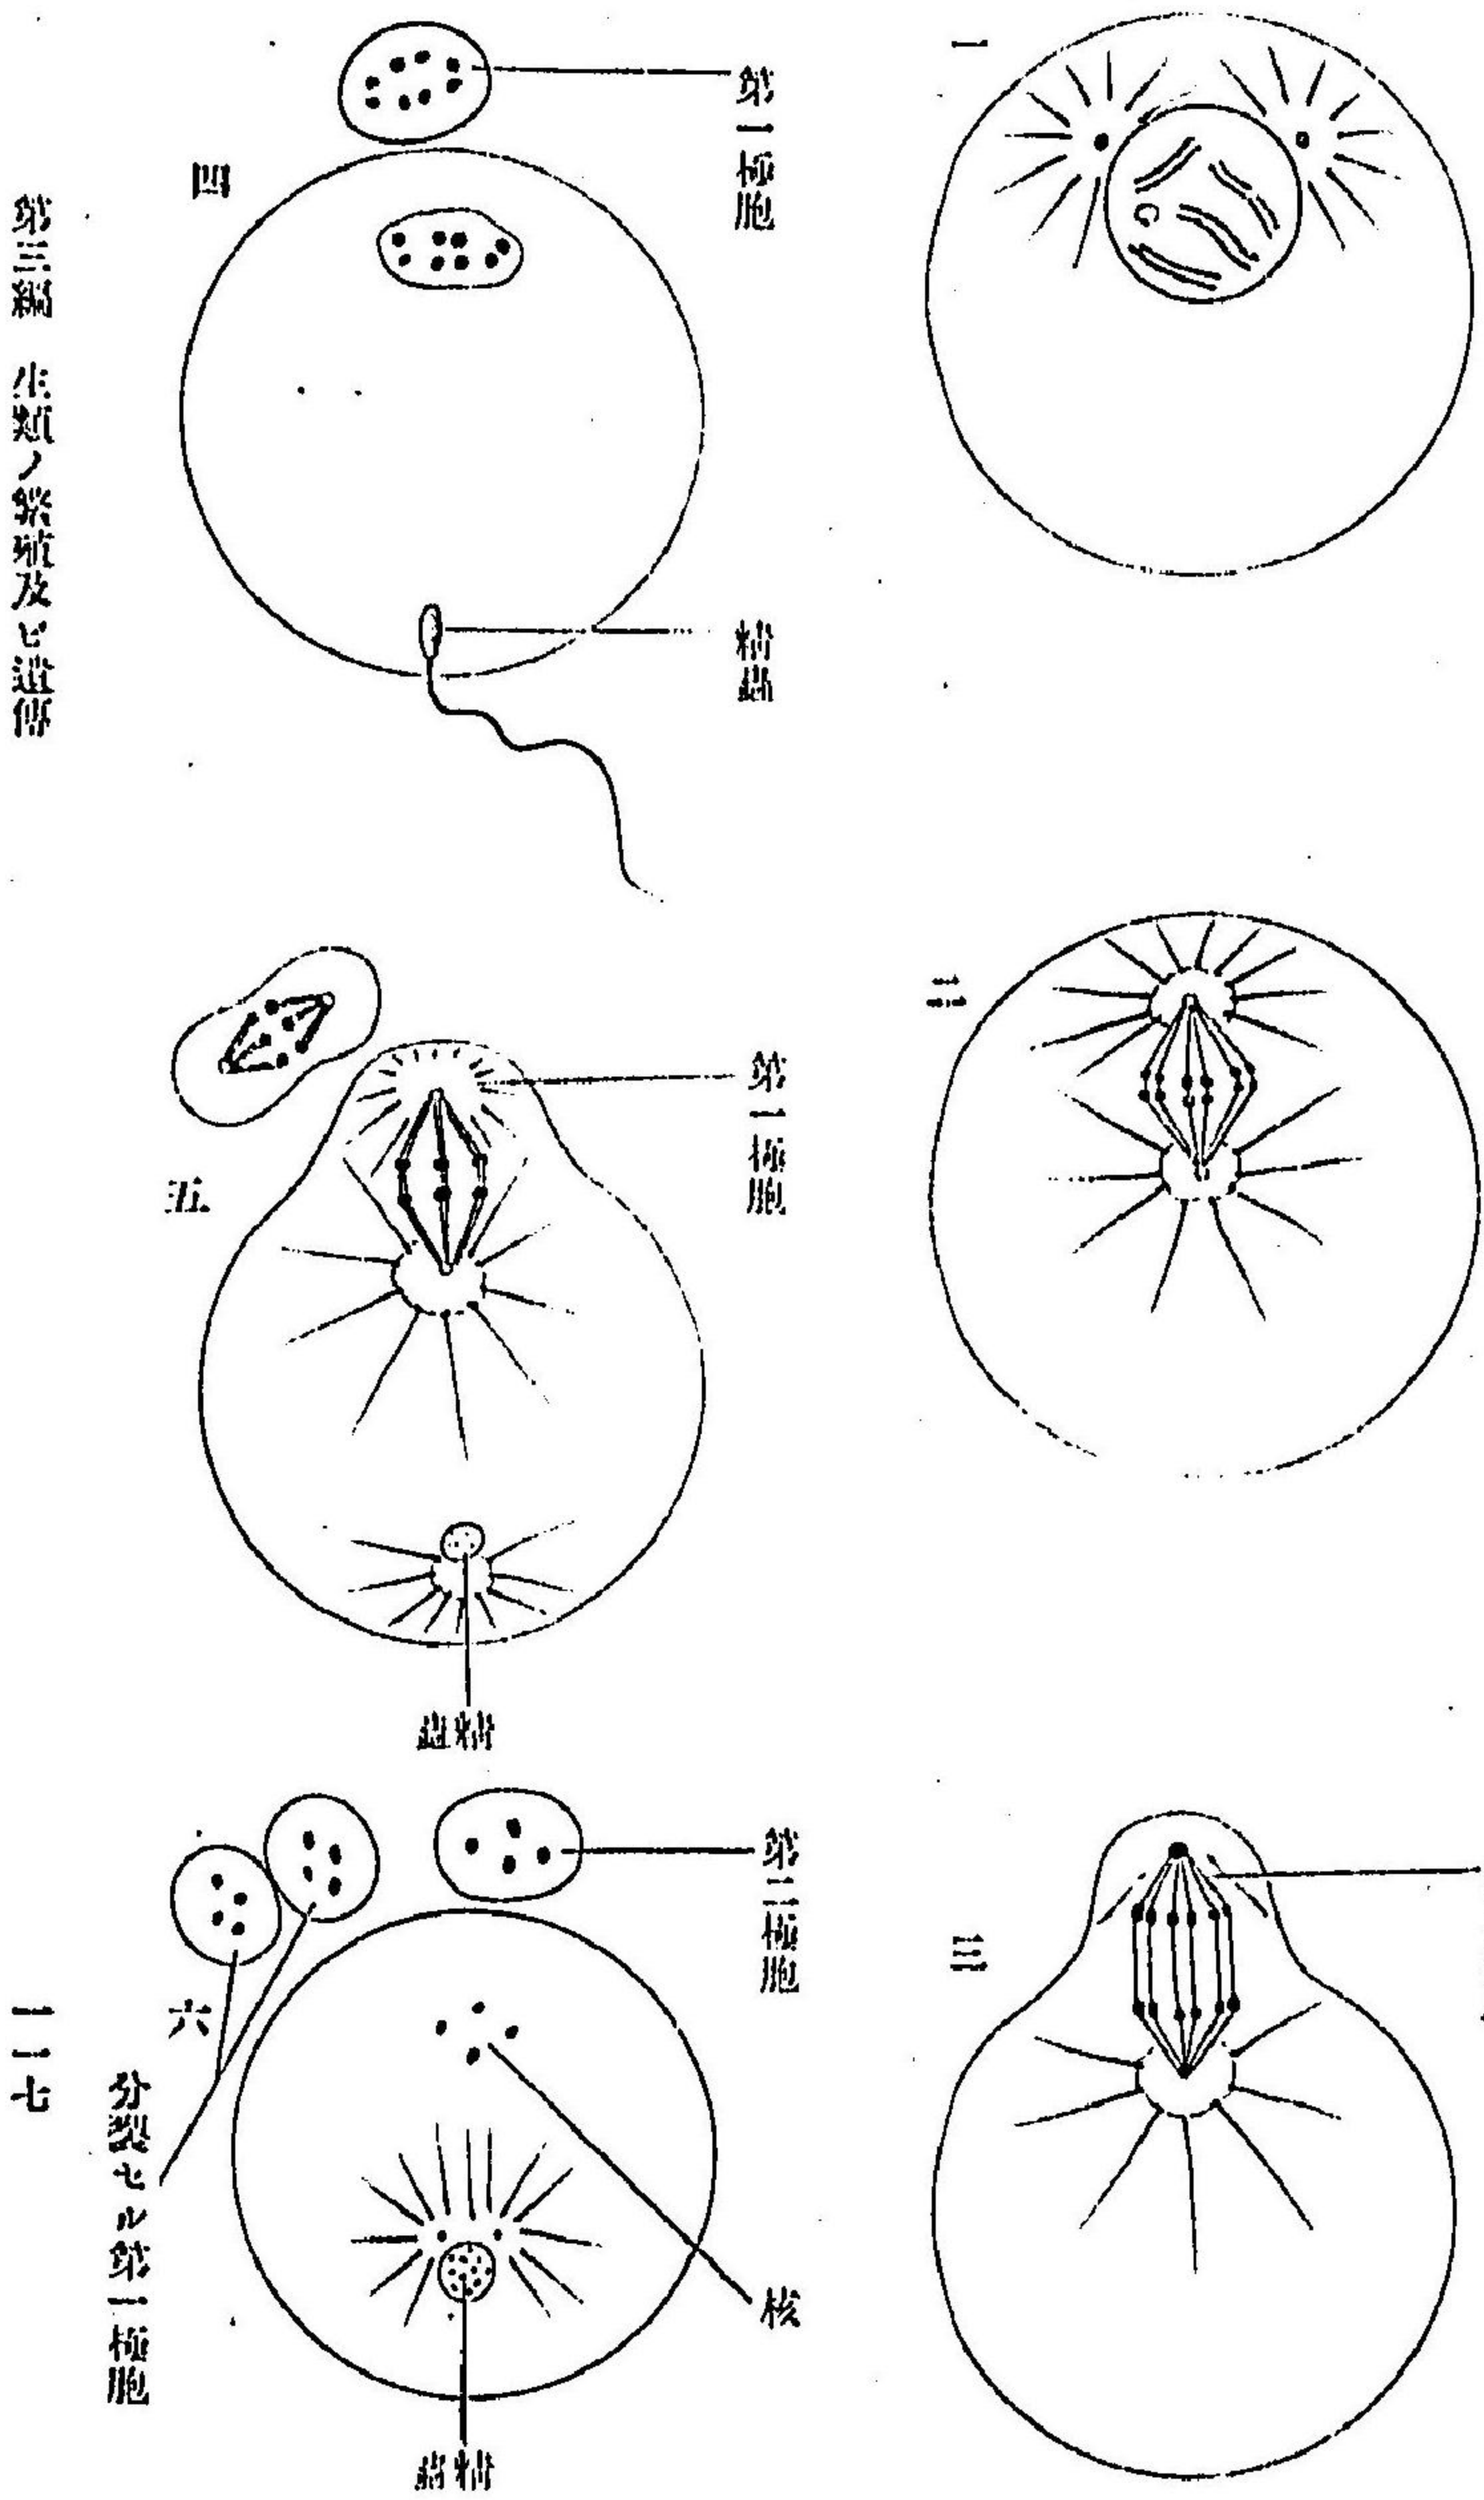 一
二
三
第一極胞
精蟲
四
第一極胞
五
精蟲
第二極胞
核
六
精蟲
分裂セル第一極胞
第三編 生類ノ繁殖及ビ遺傳
一一七